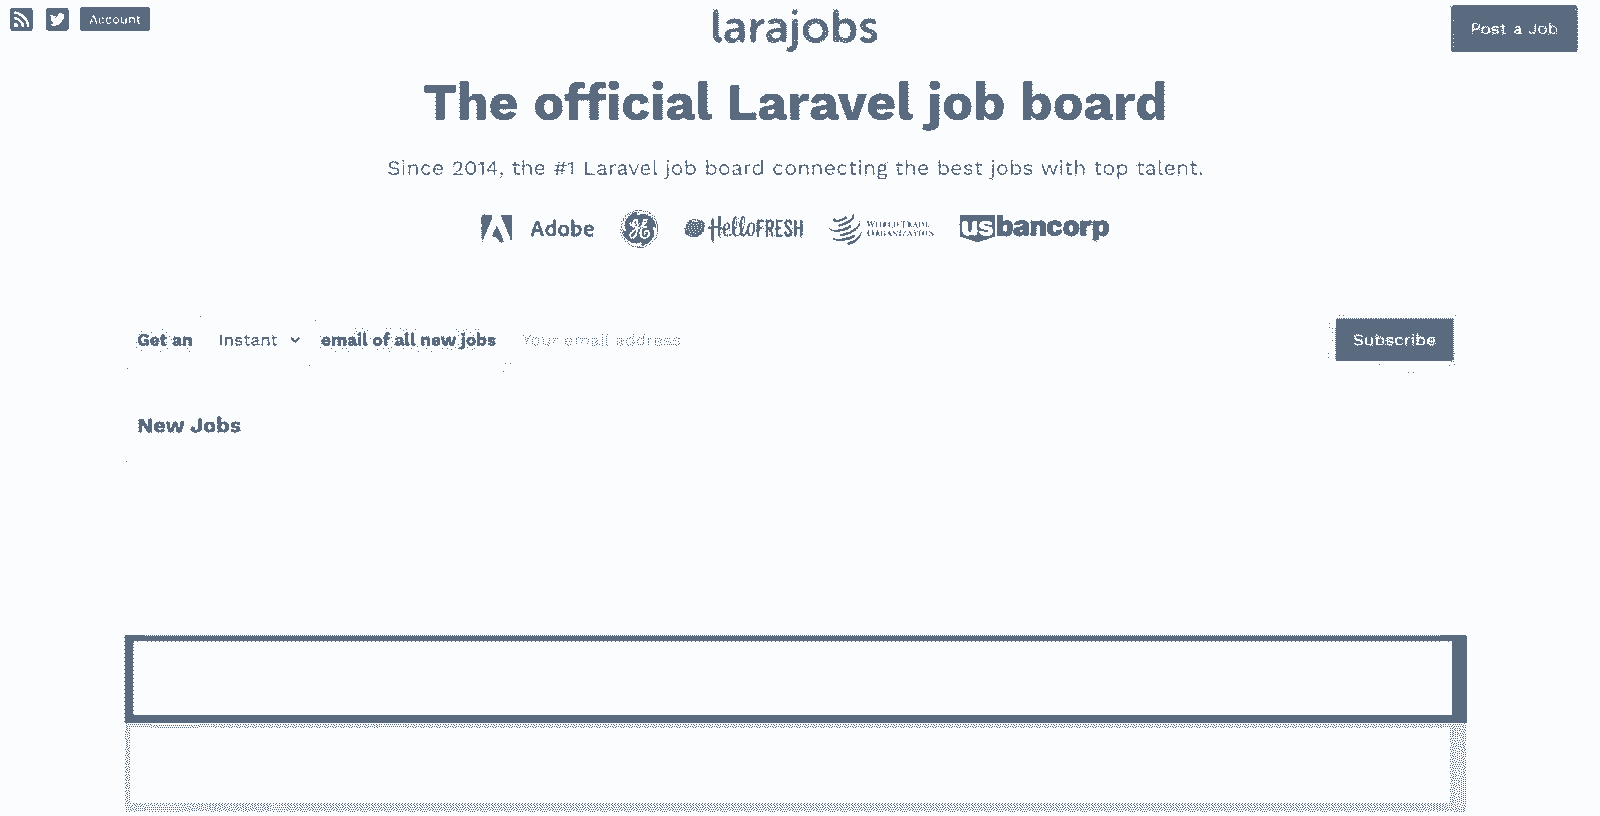 Account
larajobs
Post a Job
The official Laravel job board
Since 2014, the #1 Laravel job board connecting the best jobs with top talent.
Adobe GE HelloFRESH WORLD TRADE ORGANIZATION usbancorp
Get an Instant email of all new jobs Your email address Subscribe
New Jobs